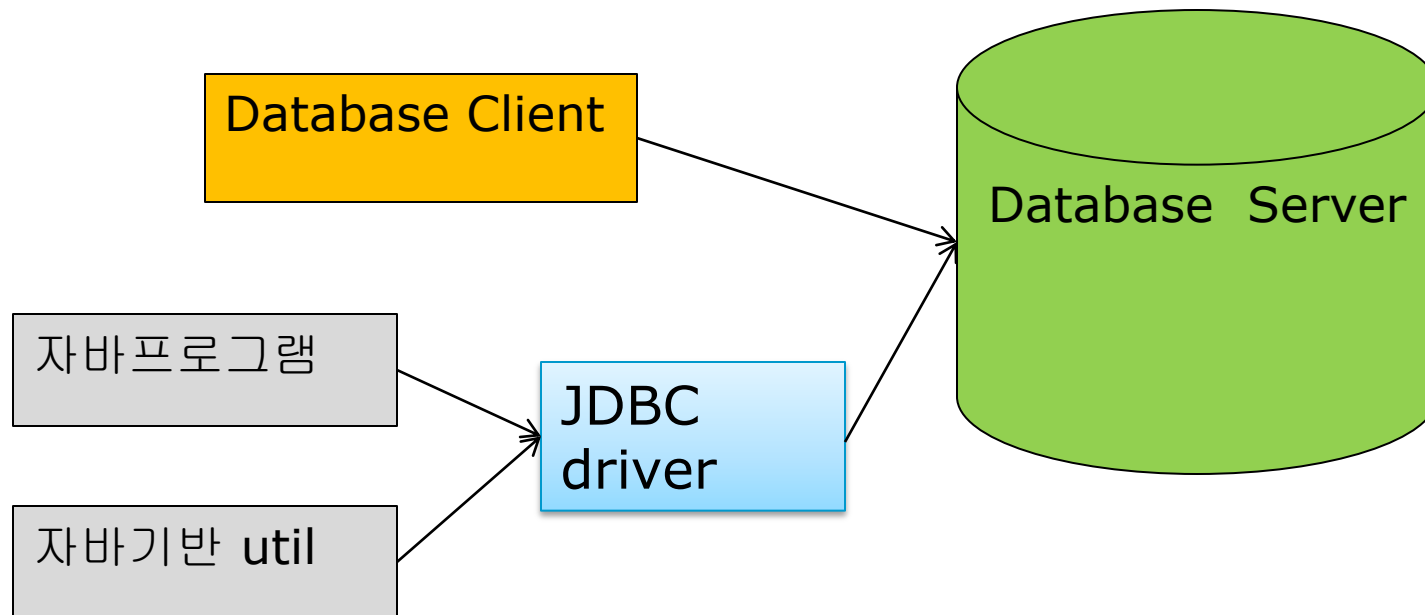 Database Client
Database Server
자바프로그램
JDBC
driver
자바기반 util